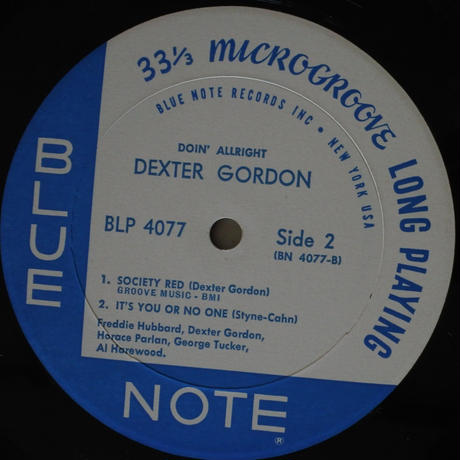 33 1/3 MICROGROOVE LONG PLAYING
BLUE NOTE RECORDS INC • NEW YORK USA
DOIN' ALLRIGHT
DEXTER GORDON
BLP 4077
Side 2
(BN 4077-B)
1. SOCIETY RED (Dexter Gordon)
GROOVE MUSIC - BMI
2. IT'S YOU OR NO ONE (Styne-Cahn)
Freddie Hubbard, Dexter Gordon,
Horace Parlan, George Tucker,
Al Harewood.
BLUE
NOTE
®